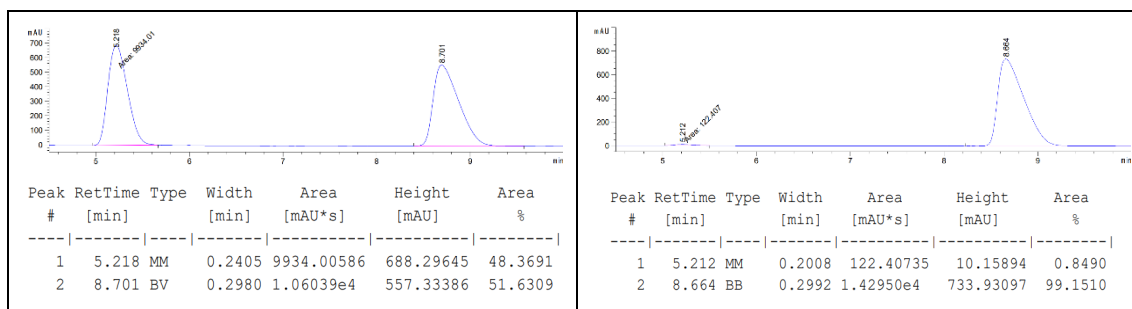 mAU
700
600
500
400
300
200
100
0
5.218
Area: 9934.01
8.701
5
6
7
8
9
min
Peak RetTime Type Width Area Height Area
# [min] [min] [mAU*s] [mAU] %
----|-------|----|-------|----------|----------|--------|
1 5.218 MM 0.2405 9934.00586 688.29645 48.3691
2 8.701 BV 0.2980 1.06039e4 557.33386 51.6309
mAU
800
600
400
200
0
5.212
Area: 122.407
8.664
5
6
7
8
9
min
Peak RetTime Type Width Area Height Area
# [min] [min] [mAU*s] [mAU] %
----|-------|----|-------|----------|----------|--------|
1 5.212 MM 0.2008 122.40735 10.15894 0.8490
2 8.664 BB 0.2992 1.42950e4 733.93097 99.1510